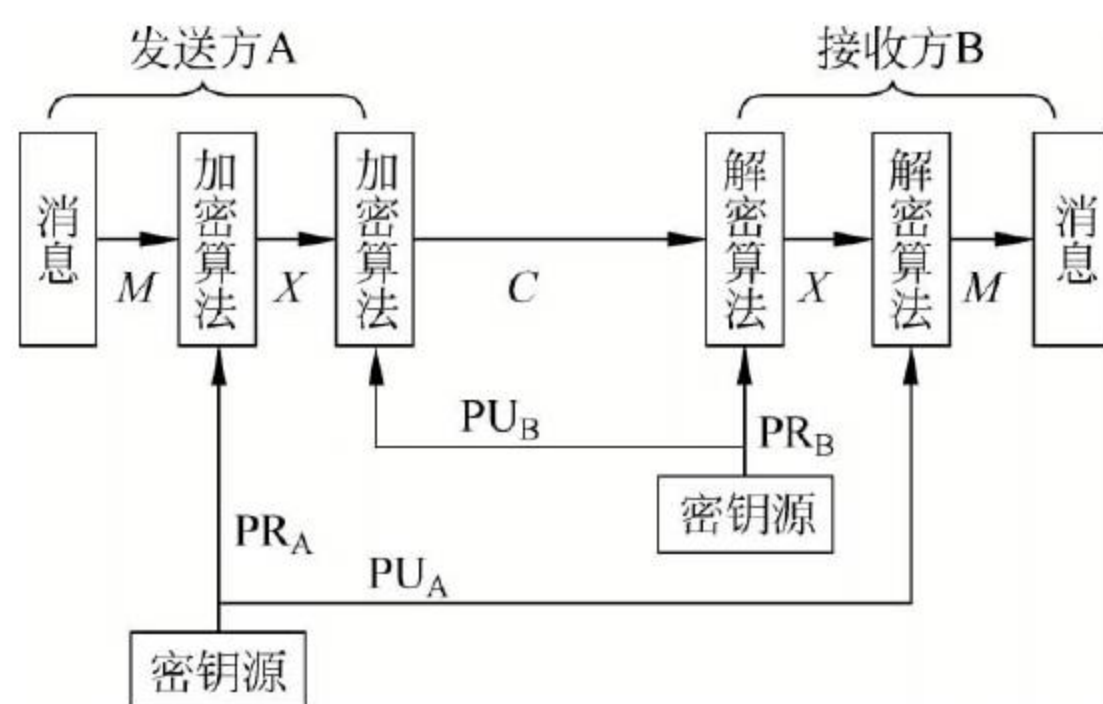 发送方A
接收方B
消息
M
加密算法
X
加密算法
C
解密算法
X
解密算法
M
消息
PU_B
PR_B
密钥源
PR_A
PU_A
密钥源